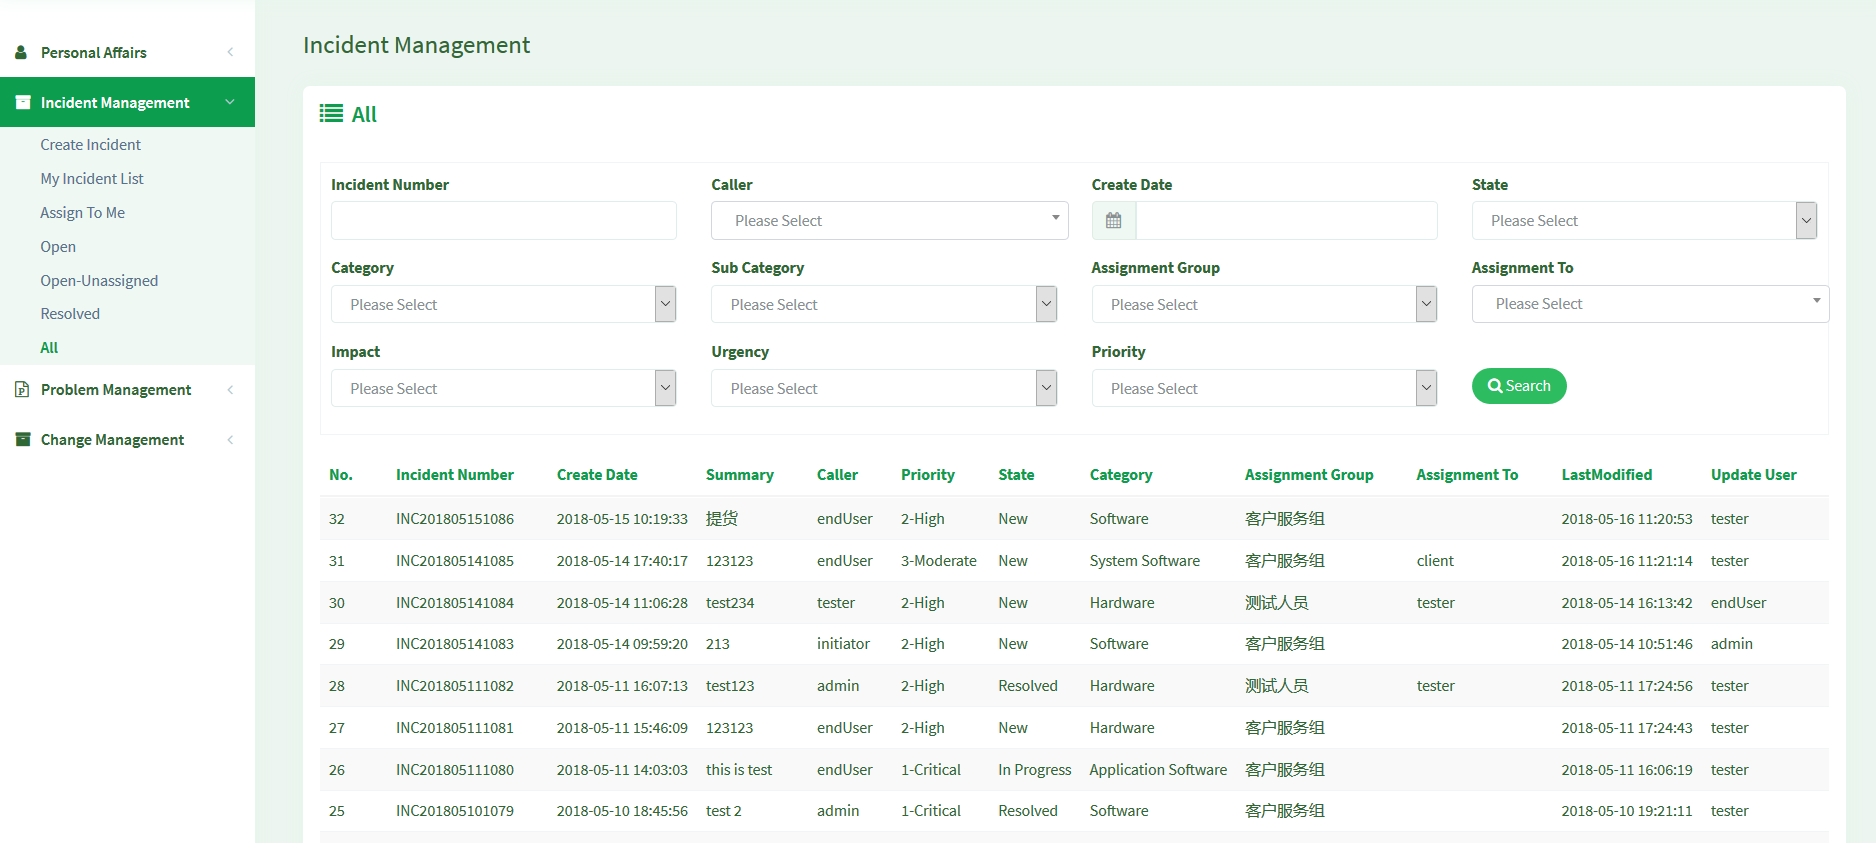 Personal Affairs
Incident Management
Create Incident
My Incident List
Assign To Me
Open
Open-Unassigned
Resolved
All
Problem Management
Change Management
Incident Management
All
Incident Number Caller Create Date State
Please Select Please Select
Category Sub Category Assignment Group Assignment To
Please Select Please Select Please Select Please Select
Impact Urgency Priority
Please Select Please Select Please Select Search
No. Incident Number Create Date Summary Caller Priority State Category Assignment Group Assignment To LastModified Update User
32 INC201805151086 2018-05-15 10:19:33 提货 endUser 2-High New Software 客户服务组 2018-05-16 11:20:53 tester
31 INC201805141085 2018-05-14 17:40:17 123123 endUser 3-Moderate New System Software 客户服务组 client 2018-05-16 11:21:14 tester
30 INC201805141084 2018-05-14 11:06:28 test234 tester 2-High New Hardware 测试人员 tester 2018-05-14 16:13:42 endUser
29 INC201805141083 2018-05-14 09:59:20 213 initiator 2-High New Software 客户服务组 2018-05-14 10:51:46 admin
28 INC201805111082 2018-05-11 16:07:13 test123 admin 2-High Resolved Hardware 测试人员 tester 2018-05-11 17:24:56 tester
27 INC201805111081 2018-05-11 15:46:09 123123 endUser 2-High New Hardware 客户服务组 2018-05-11 17:24:43 tester
26 INC201805111080 2018-05-11 14:03:03 this is test endUser 1-Critical In Progress Application Software 客户服务组 2018-05-11 16:06:19 tester
25 INC201805101079 2018-05-10 18:45:56 test 2 admin 1-Critical Resolved Software 客户服务组 2018-05-10 19:21:11 tester